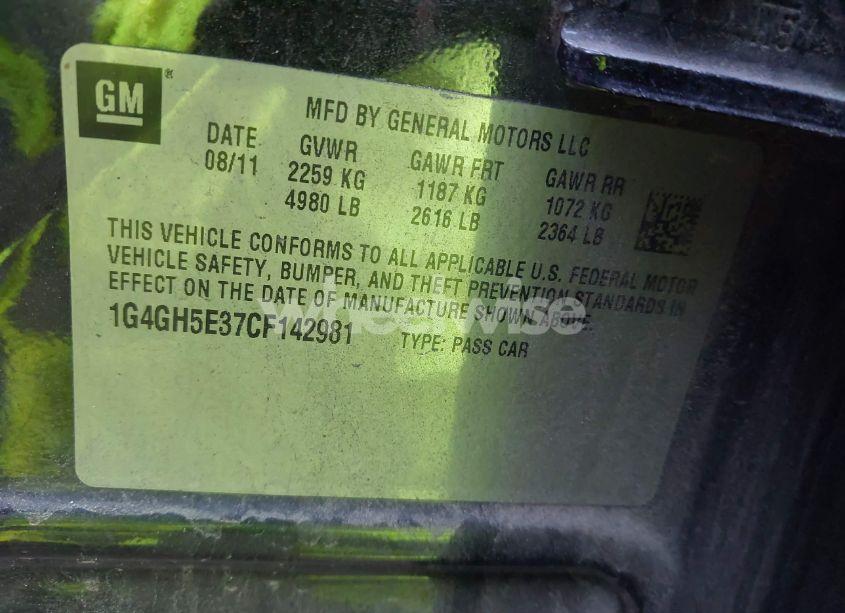 GM®
MFD BY GENERAL MOTORS LLC
DATE GVWR GAWR FRT GAWR RR
08/11 2259 KG 1187 KG 1072 KG
4980 LB 2616 LB 2364 LB
THIS VEHICLE CONFORMS TO ALL APPLICABLE U.S. FEDERAL MOTOR
VEHICLE SAFETY, BUMPER, AND THEFT PREVENTION STANDARDS IN
EFFECT ON THE DATE OF MANUFACTURE SHOWN ABOVE.
1G4GH5E37CF142981 TYPE: PASS CAR
wheelwise